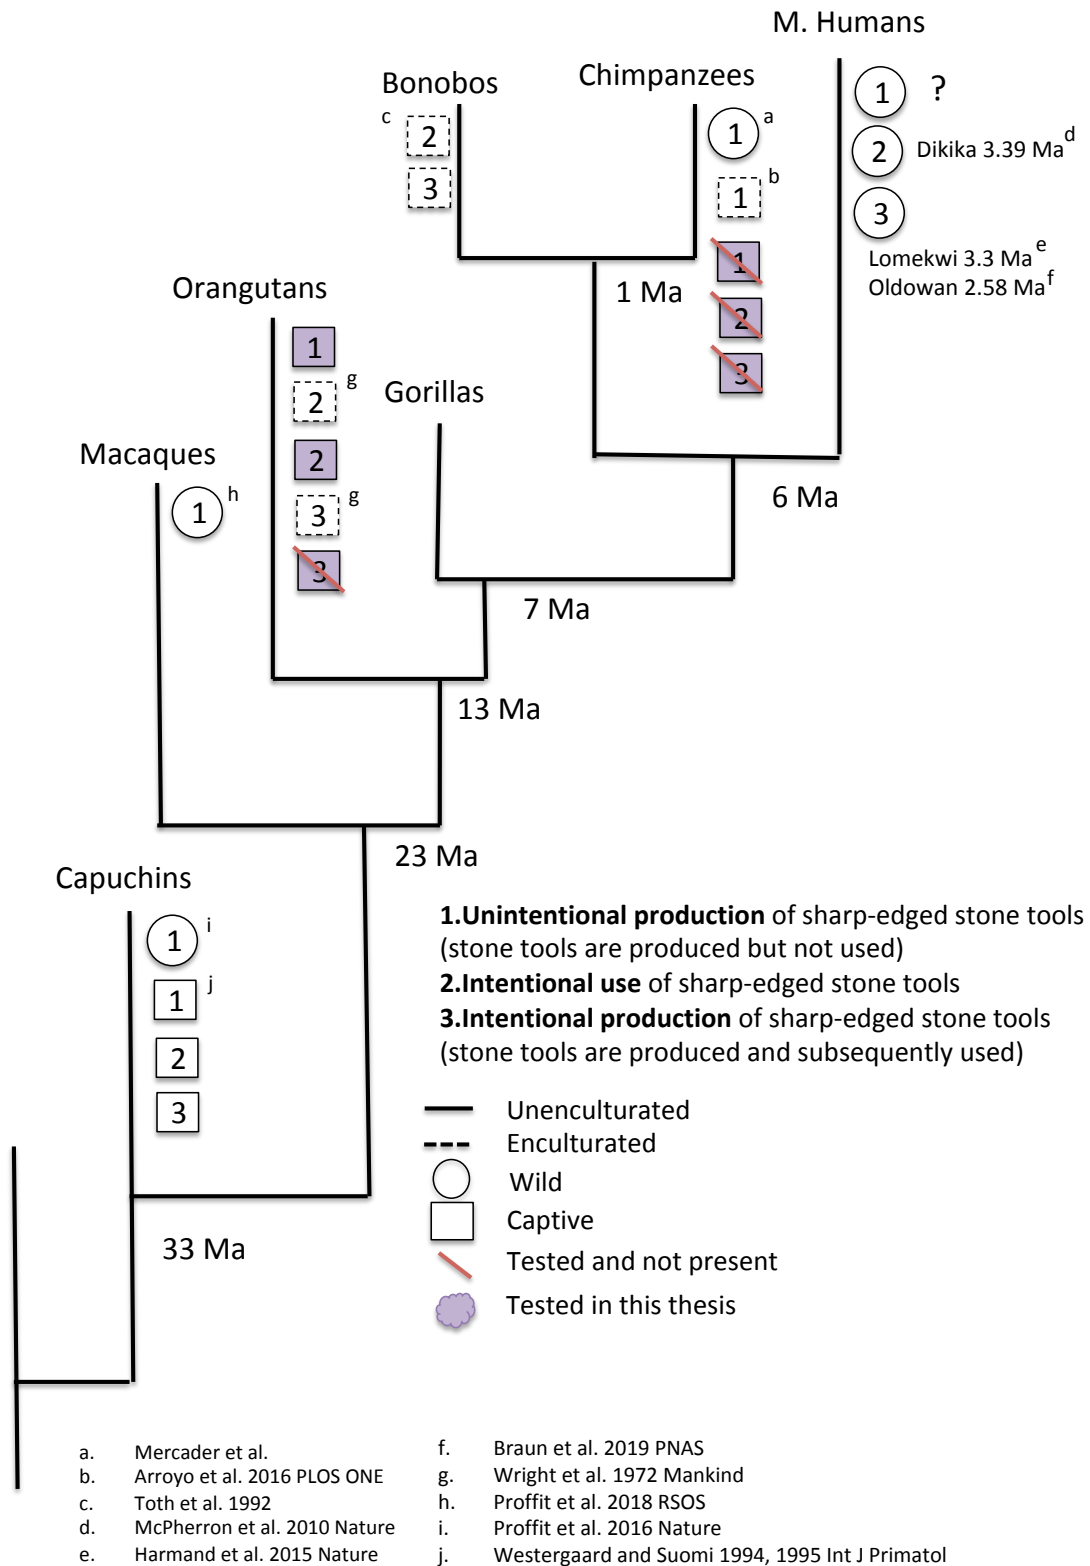 M. Humans
Chimpanzees
Bonobos
1 ?
c
2
a
1
2 Dikika 3.39 Ma d
3
b
1
3
Lomekwi 3.3 Ma e
Oldowan 2.58 Ma f
1
2
3
1 Ma
Orangutans
1
g
2
Gorillas
2
g
3
3
Macaques
1 h
6 Ma
7 Ma
13 Ma
23 Ma
Capuchins
i
1
j
1
2
3
1.Unintentional production of sharp-edged stone tools
(stone tools are produced but not used)
2.Intentional use of sharp-edged stone tools
3.Intentional production of sharp-edged stone tools
(stone tools are produced and subsequently used)
Unenculturated
Enculturated
Wild
Captive
Tested and not present
Tested in this thesis
33 Ma
a. Mercader et al.
b. Arroyo et al. 2016 PLOS ONE
c. Toth et al. 1992
d. McPherron et al. 2010 Nature
e. Harmand et al. 2015 Nature
f. Braun et al. 2019 PNAS
g. Wright et al. 1972 Mankind
h. Proffit et al. 2018 RSOS
i. Proffit et al. 2016 Nature
j. Westergaard and Suomi 1994, 1995 Int J Primatol